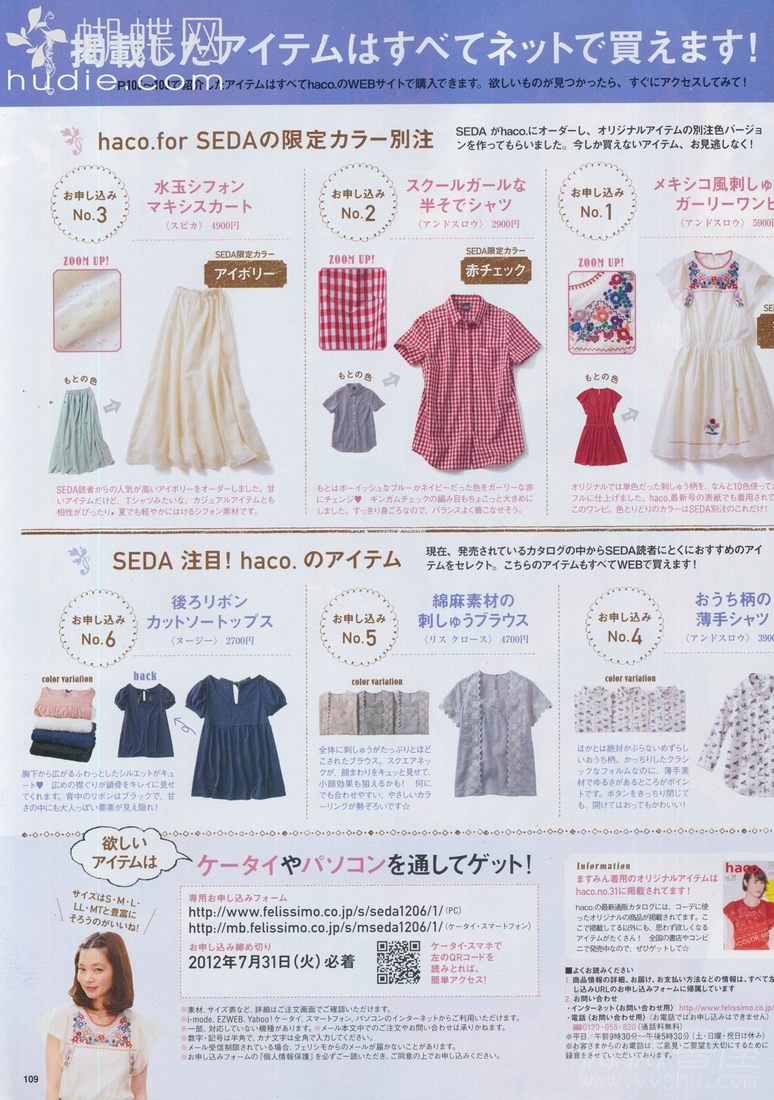 蝴蝶网
hudie.com
掲載したアイテムはすべてネットで買えます!
で紹介したアイテムはすべてhaco.のWEBサイトで購入できます。欲しいものが見つかったら、すぐにアクセスしてみて!
haco.for SEDAの限定カラー別注
SEDA がhaco.にオーダーし、オリジナルアイテムの別注色バージョ
ンを作ってもらいました。今しか買えないアイテム、お見逃しなく!
お申し込み
No.3
水玉シフォン
マキシスカート
〈スピカ〉 4900円
SEDA限定カラー
アイボリー
ZOOM UP!
もとの色
SEDA読者からの人気が高いアイボリーをオーダーしました。甘
いアイテムだけど、Tシャツみたいな、カジュアルアイテムとも
相性がぴったり。夏でも軽やかにはけるシフォン素材です。
お申し込み
No.2
スクールガールな
半そでシャツ
〈アンドスロウ〉 2900円
SEDA限定カラー
赤チェック
ZOOM UP!
もとの色
もとはボーイッシュなブルーかネイビーだった色をガーリーな赤
にチェンジ♥ ギンガムチェックの編み目もちょこっと大きめに
しました。すっきり身ごろなので、バランスよく着こなせそう。
お申し込み
No.1
メキシコ風刺しゅ
ガーリーワンピ
〈アンドスロウ〉 5900
SEDA限
ZOOM UP!
もとの色
オリジナルでは単色だった刺しゅう柄を、なんと10色使ってカ
フルに仕上げました。haco.最新号の表紙でも着用されて
このワンピ。色とりどりのカラーはSEDA別注のこれだけ!
SEDA 注目! haco. のアイテム
現在、発売されているカタログの中からSEDA読者にとくにおすすめのアイ
テムをセレクト。こちらのアイテムもすべてWEBで買えます!
お申し込み
No.6
後ろリボン
カットソートップス
〈ヌージー〉 2700円
color variation
back
胸下から広がるふわっとしたシルエットがキュ
ート♥ 広めの襟ぐりが鎖骨をキレイに見せ
てくれます。背中のリボンはブラックで、甘
さの中にも大人っぽい要素が見え隠れ!
お申し込み
No.5
綿麻素材の
刺しゅうブラウス
〈リス クロース〉 4700円
color variation
全体に刺しゅうがたっぷりとほど
こされたブラウス。スクエアネッ
クが、顔まわりをキュッと見せて、
小顔効果も狙えるかも! 何にで
も合わせやすい、やさしいカラ
ーリングが勢ぞろいです☆
お申し込み
No.4
おうち柄の
薄手シャツ
〈アンドスロウ〉 390
color variation
ほかとは絶対かぶらないめずらし
いおうち柄。かっちりしたクラシ
ックなフォルムなのに、薄手素
材でゆるさがあるところがポイン
トです。ボタンをきっちり閉じて
も、開けてはおってもかわいい!
欲しい
アイテムは
ケータイやパソコンを通してゲット!
サイズはS・M・L・
LL・MTと豊富に
そろうのがいいね!
専用お申し込みフォーム
http://www.felissimo.co.jp/s/seda1206/1/(PC)
http://mb.felissimo.co.jp/s/mseda1206/1/(ケータイ・スマートフォン)
お申し込み締め切り
2012年7月31日(火)必着
ケータイ・スマホで
左のQRコードを
読みとれば、
簡単アクセス!
※素材、サイズ表など、詳細はご注文画面でご確認いただけます。
※i-mode、EZWEB、Yahoo!ケータイ、スマートフォン、パソコンのインターネットからご利用いただけます。
※一部、対応していない機種があります。※メール本文中でのご注文やお問い合わせは承りかねます。
※数字・記号は半角で、カナ文字は全角で入力してください。
※メール受信制限されている場合、フェリシモからのメールが届かないことがあります。
※お申し込みフォームの「個人情報保護」を必ずご一読いただき、ご同意の上でお申し込みください。
Information
ますみん着用のオリジナルアイテムは
haco.no.31に掲載されてます!
haco.の最新通販カタログには、コーデに使
ったオリジナルの商品が掲載されてます。こ
こで掲載してる以外にも、思わず欲しくなる
アイテムがたくさん! 全国の書店やコンビ
ニで発売中なので、ぜひゲットして☆
haco.
■よくお読みください
1. 商品情報の詳細、お届け、お支払い方法などの情報は、すべて左
し込みURLのお申し込みフォームに帰属しています
2. お問い合わせ
・インターネット(お問い合わせ用) http://www.felissimo.c
・電話(お問い合わせ用) (お電話ではお申し込みはできません)
0120-055-820(通話料無料)
※平日/午前9時30分〜午後5時30分(土・日・祝日は休み)
※お客さまからのお電話は、ご意見・ご要望を大切にするために
録音をさせていただいております。
109